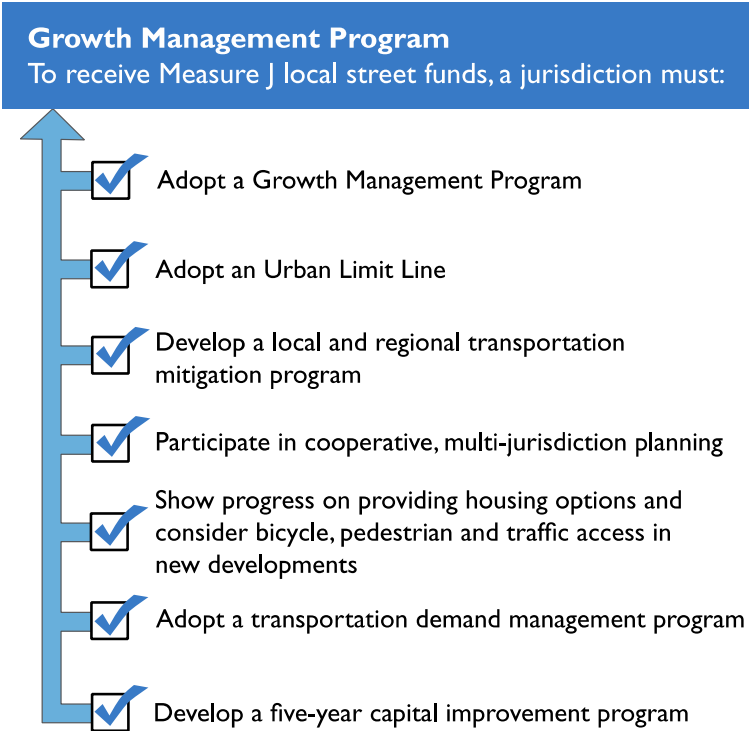 Growth Management Program
To receive Measure J local street funds, a jurisdiction must:
Adopt a Growth Management Program
Adopt an Urban Limit Line
Develop a local and regional transportation
mitigation program
Participate in cooperative, multi-jurisdiction planning
Show progress on providing housing options and
consider bicycle, pedestrian and traffic access in
new developments
Adopt a transportation demand management program
Develop a five-year capital improvement program